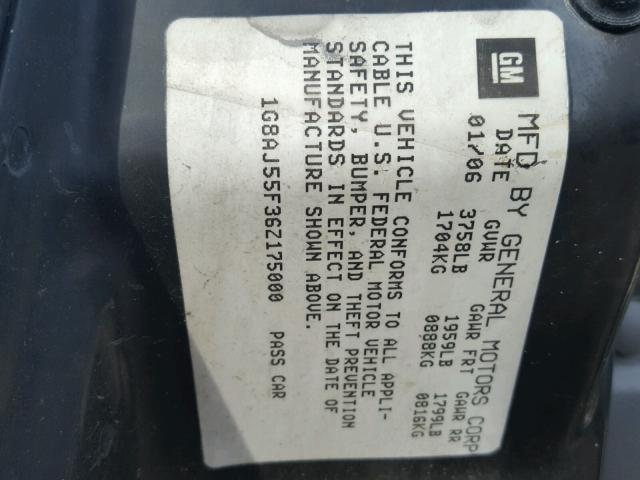 GM
MFD BY GENERAL MOTORS CORP
DATE GVWR GAWR FRT GAWR RR
01/06 3758LB 1959LB 1799LB
1704KG 0888KG 0816KG
THIS VEHICLE CONFORMS TO ALL APPLI-
CABLE U.S. FEDERAL MOTOR VEHICLE
SAFETY, BUMPER, AND THEFT PREVENTION
STANDARDS IN EFFECT ON THE DATE OF
MANUFACTURE SHOWN ABOVE.
1G8AJ55F36Z175000 PASS CAR